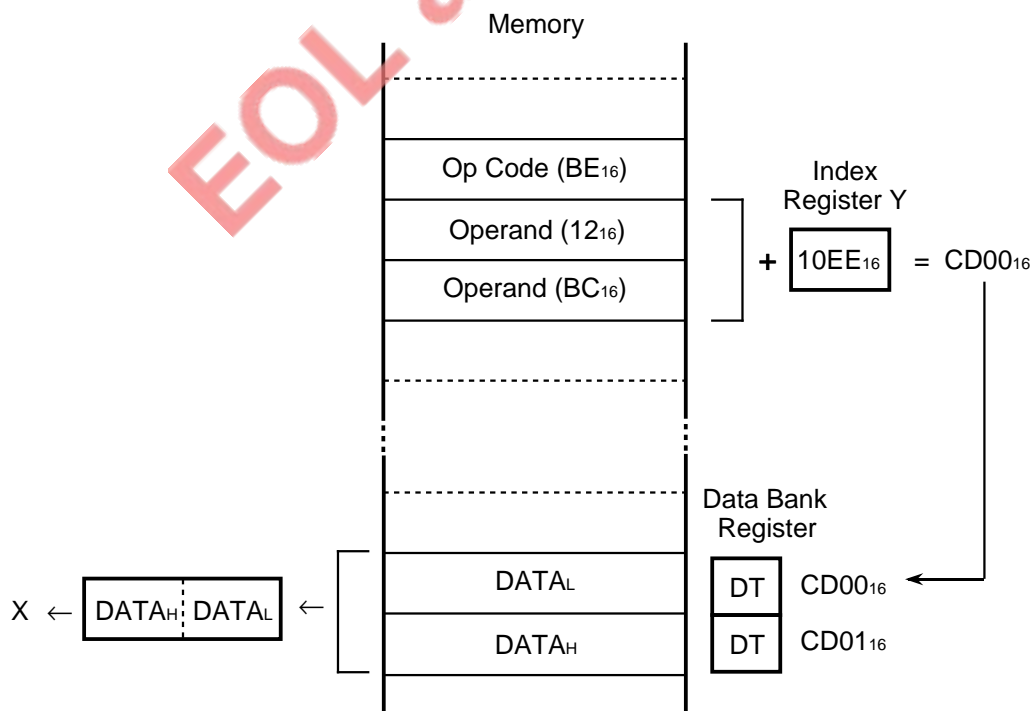 EOL
Memory
Op Code (BE₁₆)
Operand (12₁₆)
Operand (BC₁₆)
Index
Register Y
+ 10EE₁₆ = CD00₁₆
Data Bank
Register
DATAL DT CD00₁₆
DATAH DT CD01₁₆
X ← DATAH DATAL ←